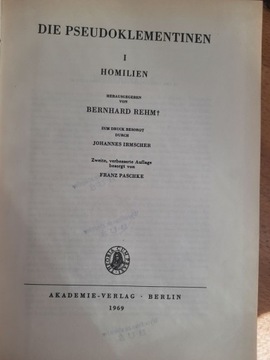 DIE PSEUDOKLEMENTINEN
I
HOMILIEN
HERAUSGEGEBEN
VON
BERNHARD REHM†
ZUM DRUCK BESORGT
DURCH
JOHANNES IRMSCHER
Zweite, verbesserte Auflage
besorgt von
FRANZ PASCHKE
AKADEMIE-VERLAG · BERLIN
1969